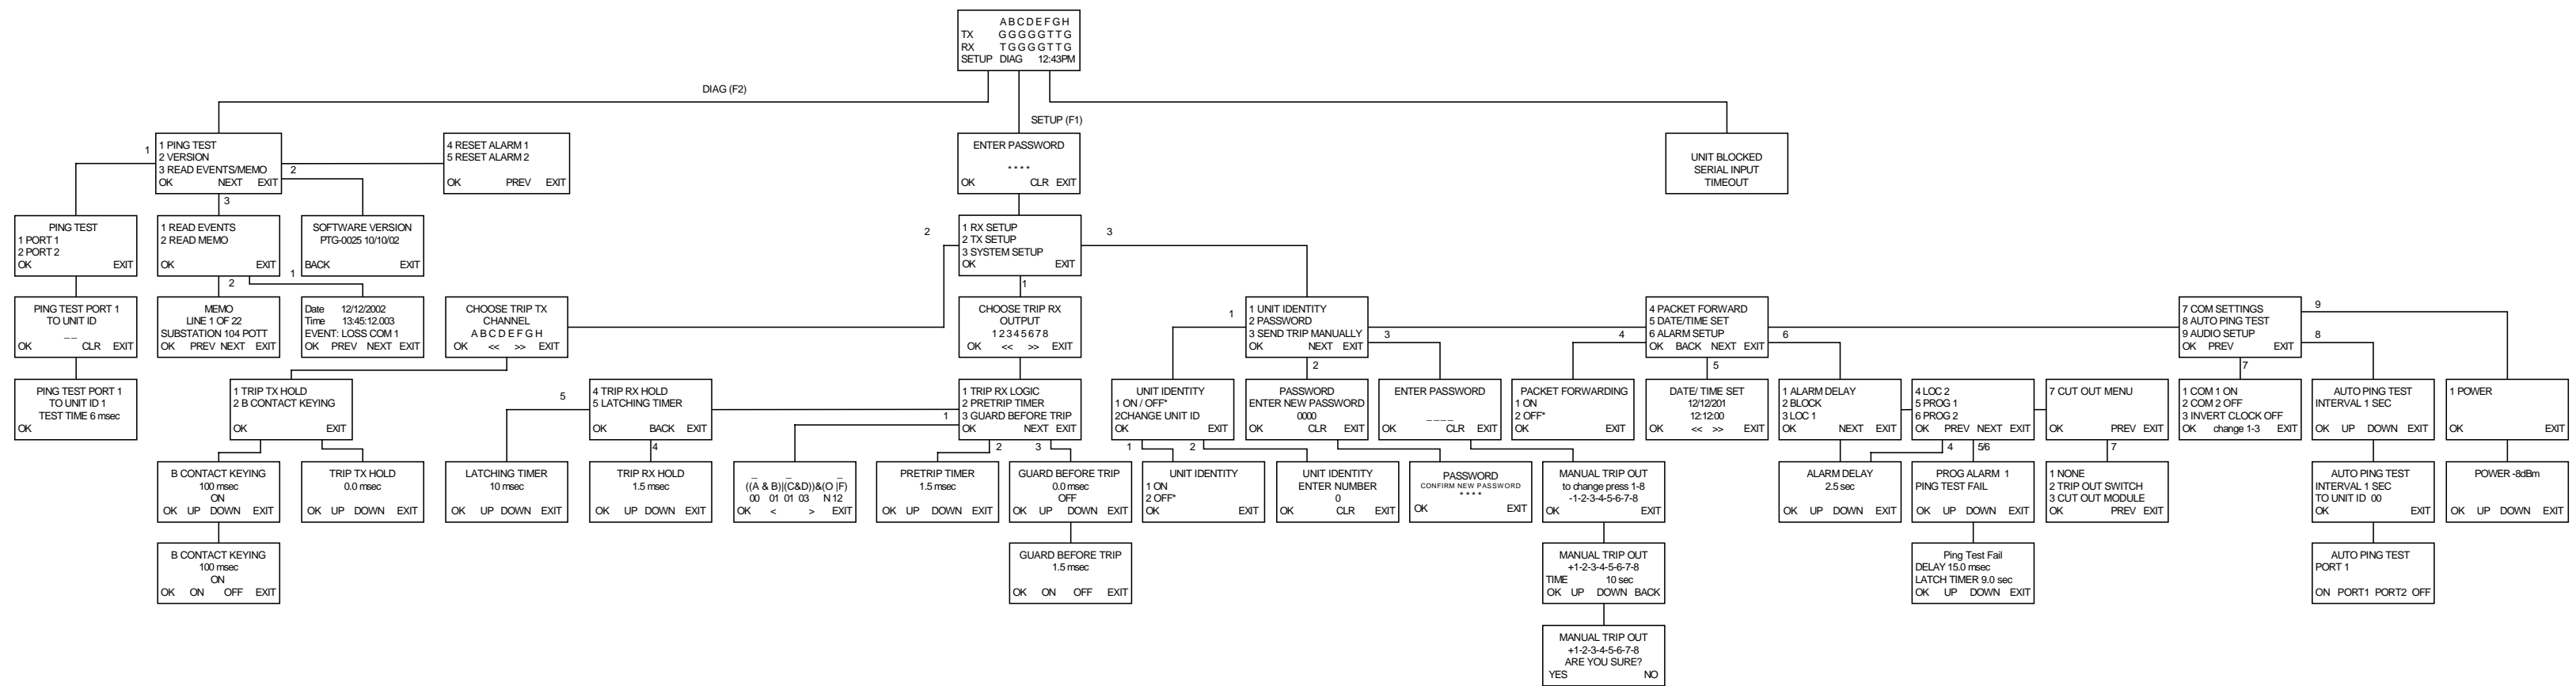 A B C D E F G H
TX G G G G G T T G
RX T G G G G T T G
SETUP DIAG 12:43PM
DIAG (F2)
SETUP (F1)
1
1 PING TEST
2 VERSION
3 READ EVENTS/MEMO
OK NEXT EXIT
2
3
4 RESET ALARM 1
5 RESET ALARM 2
OK PREV EXIT
ENTER PASSWORD
* * * *
OK CLR EXIT
UNIT BLOCKED
SERIAL INPUT
TIMEOUT
PING TEST
1 PORT 1
2 PORT 2
OK EXIT
1 READ EVENTS
2 READ MEMO
OK EXIT
1
2
SOFTWARE VERSION
PTG-0025 10/10/02
BACK EXIT
2
1 RX SETUP
2 TX SETUP
3 SYSTEM SETUP
OK EXIT
3
1
PING TEST PORT 1
TO UNIT ID
_ _
OK CLR EXIT
MEMO
LINE 1 OF 22
SUBSTATION 104 POTT
OK PREV NEXT EXIT
Date 12/12/2002
Time 13:45:12.003
EVENT: LOSS COM 1
OK PREV NEXT EXIT
CHOOSE TRIP TX
CHANNEL
A B C D E F G H
OK << >> EXIT
CHOOSE TRIP RX
OUTPUT
1 2 3 4 5 6 7 8
OK << >> EXIT
1
1 UNIT IDENTITY
2 PASSWORD
3 SEND TRIP MANUALLY
OK NEXT EXIT
3
2
4
4 PACKET FORWARD
5 DATE/TIME SET
6 ALARM SETUP
OK BACK NEXT EXIT
6
5
7 COM SETTINGS
8 AUTO PING TEST
9 AUDIO SETUP
OK PREV EXIT
9
8
7
PING TEST PORT 1
TO UNIT ID 1
TEST TIME 6 msec
OK
1 TRIP TX HOLD
2 B CONTACT KEYING
OK EXIT
5
4 TRIP RX HOLD
5 LATCHING TIMER
OK BACK EXIT
4
1
1 TRIP RX LOGIC
2 PRETRIP TIMER
3 GUARD BEFORE TRIP
OK NEXT EXIT
2
3
UNIT IDENTITY
1 ON / OFF*
2CHANGE UNIT ID
OK EXIT
1
2
PASSWORD
ENTER NEW PASSWORD
0000
OK CLR EXIT
ENTER PASSWORD
_ _ _ _
OK CLR EXIT
PACKET FORWARDING
1 ON
2 OFF*
OK EXIT
DATE/ TIME SET
12/12/201
12:12:00
OK << >> EXIT
1 ALARM DELAY
2 BLOCK
3 LOC 1
OK NEXT EXIT
4 LOC 2
5 PROG 1
6 PROG 2
OK PREV NEXT EXIT
4
5/6
7 CUT OUT MENU
OK PREV EXIT
7
1 COM 1 ON
2 COM 2 OFF
3 INVERT CLOCK OFF
OK change 1-3 EXIT
AUTO PING TEST
INTERVAL 1 SEC
OK UP DOWN EXIT
1 POWER
OK EXIT
B CONTACT KEYING
100 msec
ON
OK UP DOWN EXIT
TRIP TX HOLD
0.0 msec
OK UP DOWN EXIT
LATCHING TIMER
10 msec
OK UP DOWN EXIT
TRIP RX HOLD
1.5 msec
OK UP DOWN EXIT
_ _ _
((A & B)|(C&D))&(O |F)
00 01 01 03 N 12
OK < > EXIT
PRETRIP TIMER
1.5 msec
OK UP DOWN EXIT
GUARD BEFORE TRIP
0.0 msec
OFF
OK UP DOWN EXIT
UNIT IDENTITY
1 ON
2 OFF*
OK EXIT
UNIT IDENTITY
ENTER NUMBER
0
OK CLR EXIT
PASSWORD
CONFIRM NEW PASSWORD
* * * *
OK EXIT
MANUAL TRIP OUT
to change press 1-8
-1-2-3-4-5-6-7-8
OK EXIT
ALARM DELAY
2.5 sec
OK UP DOWN EXIT
PROG ALARM 1
PING TEST FAIL
OK UP DOWN EXIT
1 NONE
2 TRIP OUT SWITCH
3 CUT OUT MODULE
OK PREV EXIT
AUTO PING TEST
INTERVAL 1 SEC
TO UNIT ID 00
OK EXIT
POWER -8dBm
OK UP DOWN EXIT
B CONTACT KEYING
100 msec
ON
OK ON OFF EXIT
GUARD BEFORE TRIP
1.5 msec
OK ON OFF EXIT
MANUAL TRIP OUT
+1-2-3-4-5-6-7-8
TIME 10 sec
OK UP DOWN BACK
Ping Test Fail
DELAY 15.0 msec
LATCH TIMER 9.0 sec
OK UP DOWN EXIT
AUTO PING TEST
PORT 1
ON PORT1 PORT2 OFF
MANUAL TRIP OUT
+1-2-3-4-5-6-7-8
ARE YOU SURE?
YES NO